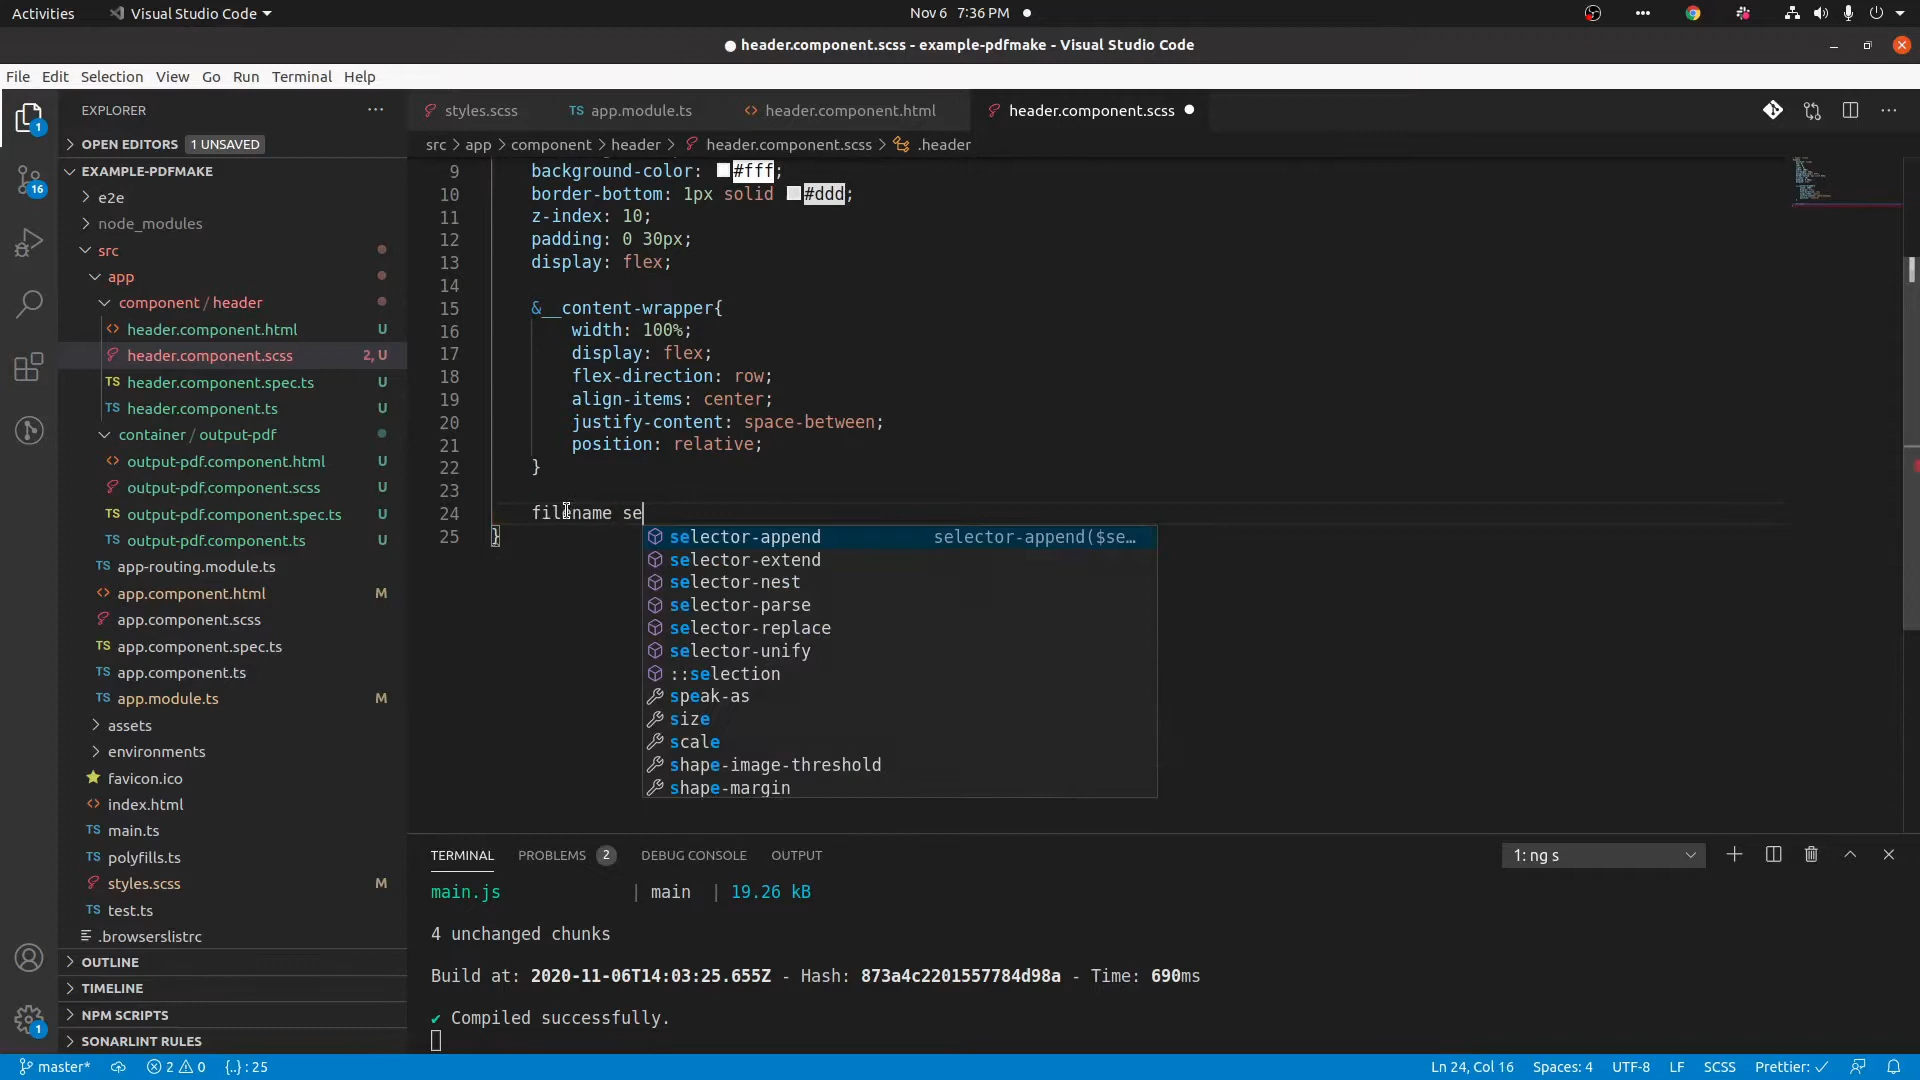 Activities
Visual Studio Code
Nov 6 7:36 PM
header.component.scss - example-pdfmake - Visual Studio Code
File Edit Selection View Go Run Terminal Help
EXPLORER
OPEN EDITORS 1 UNSAVED
EXAMPLE-PDFMAKE
e2e
node_modules
src
app
component / header
header.component.html U
header.component.scss 2, U
TS header.component.spec.ts U
TS header.component.ts U
container / output-pdf
output-pdf.component.html U
output-pdf.component.scss U
TS output-pdf.component.spec.ts U
TS output-pdf.component.ts U
TS app-routing.module.ts
app.component.html M
app.component.scss
TS app.component.spec.ts
TS app.component.ts
TS app.module.ts M
assets
environments
favicon.ico
index.html
TS main.ts
TS polyfills.ts
styles.scss M
TS test.ts
.browserslistrc
OUTLINE
TIMELINE
NPM SCRIPTS
SONARLINT RULES
1
16
1
styles.scss
TS app.module.ts
header.component.html
header.component.scss
src > app > component > header > header.component.scss > .header
9 background-color: #fff;
10 border-bottom: 1px solid #ddd;
11 z-index: 10;
12 padding: 0 30px;
13 display: flex;
14
15 &__content-wrapper{
16 width: 100%;
17 display: flex;
18 flex-direction: row;
19 align-items: center;
20 justify-content: space-between;
21 position: relative;
22 }
23
24 filename se
25 }
selector-append selector-append($se…
selector-extend
selector-nest
selector-parse
selector-replace
selector-unify
::selection
speak-as
size
scale
shape-image-threshold
shape-margin
TERMINAL PROBLEMS 2 DEBUG CONSOLE OUTPUT
1: ng s
main.js | main | 19.26 kB
4 unchanged chunks
Build at: 2020-11-06T14:03:25.655Z - Hash: 873a4c2201557784d98a - Time: 690ms
✔ Compiled successfully.
master* 2 0 {..} : 25
Ln 24, Col 16 Spaces: 4 UTF-8 LF SCSS Prettier: ✓